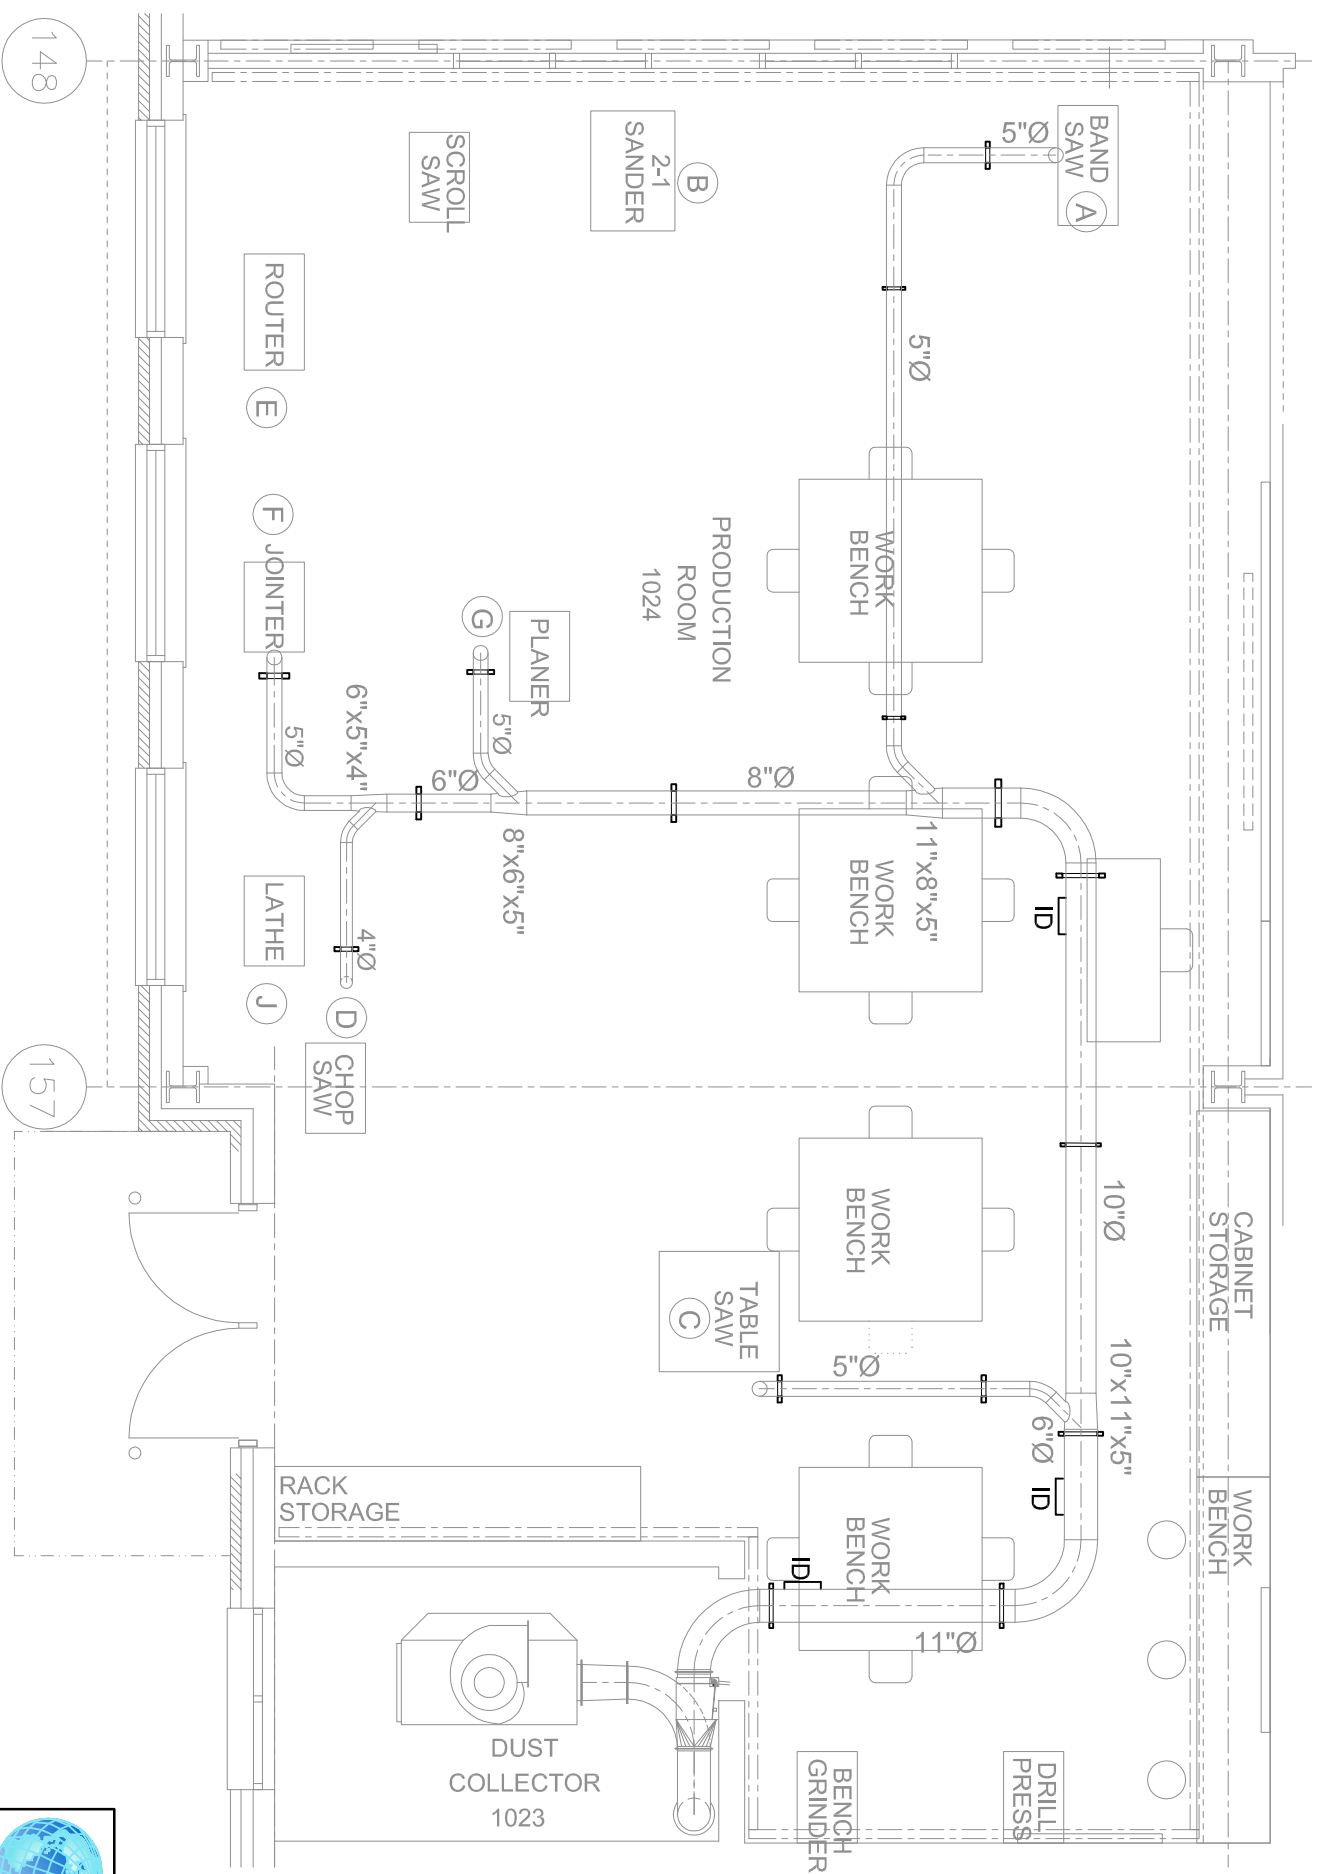 148
BAND
SAW
A
5"Ø
2-1
SANDER
B
SCROLL
SAW
ROUTER
E
5"Ø
WORK
BENCH
PRODUCTION
ROOM
1024
F
JOINTER
G
PLANER
5"Ø
5"Ø
6"x5"x4"
6"Ø
8"Ø
8"x6"x5"
11"x8"x5"
WORK
BENCH
ID
LATHE
J
4"Ø
D
CHOP
SAW
157
WORK
BENCH
10"Ø
CABINET
STORAGE
TABLE
SAW
C
5"Ø
10"x11"x5"
6"Ø
ID
RACK
STORAGE
WORK
BENCH
WORK
BENCH
ID
11"Ø
DUST
COLLECTOR
1023
BENCH
GRINDER
DRILL
PRESS